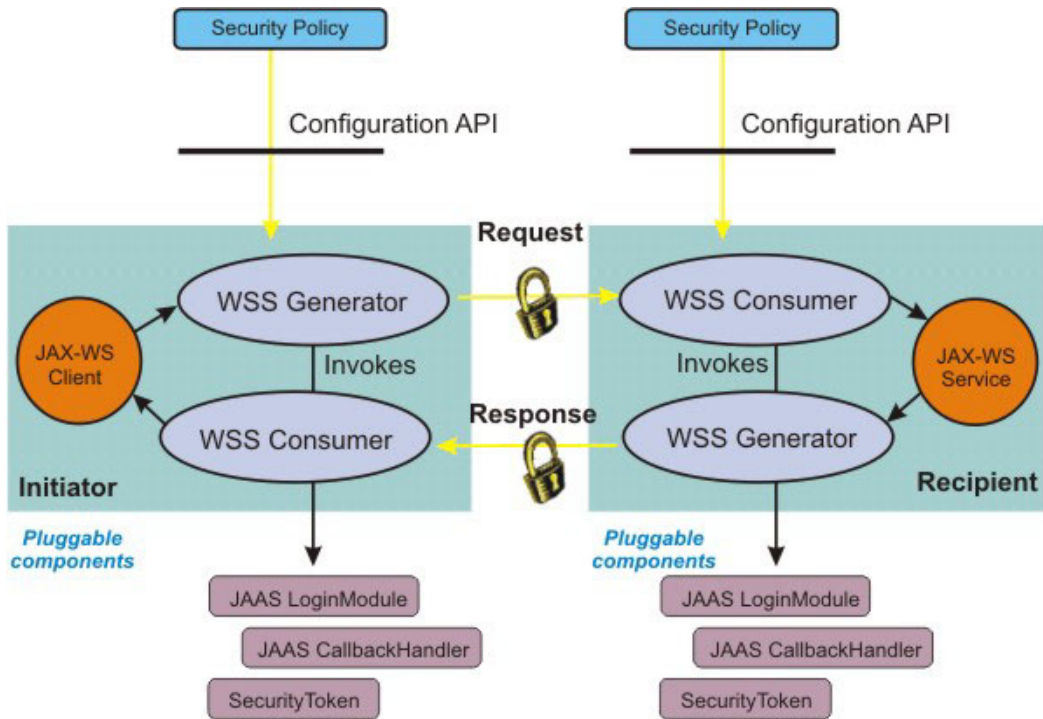 Security Policy
Security Policy
Configuration API
Configuration API
Request
WSS Generator
WSS Consumer
JAX-WS
Client
Invokes
Invokes
JAX-WS
Service
Response
WSS Consumer
WSS Generator
Initiator
Recipient
Pluggable
components
Pluggable
components
JAAS LoginModule
JAAS LoginModule
JAAS CallbackHandler
JAAS CallbackHandler
SecurityToken
SecurityToken